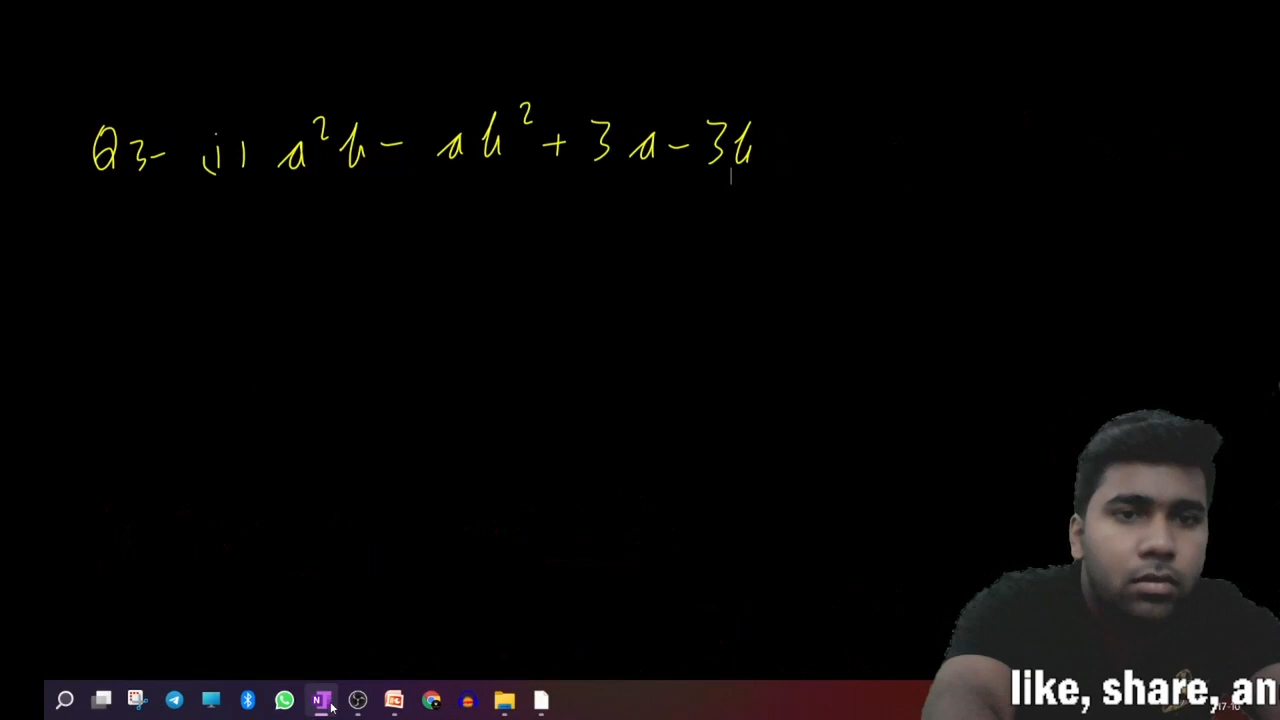 Q3- (i) a²b - ab² + 3a - 3b
like, share, an